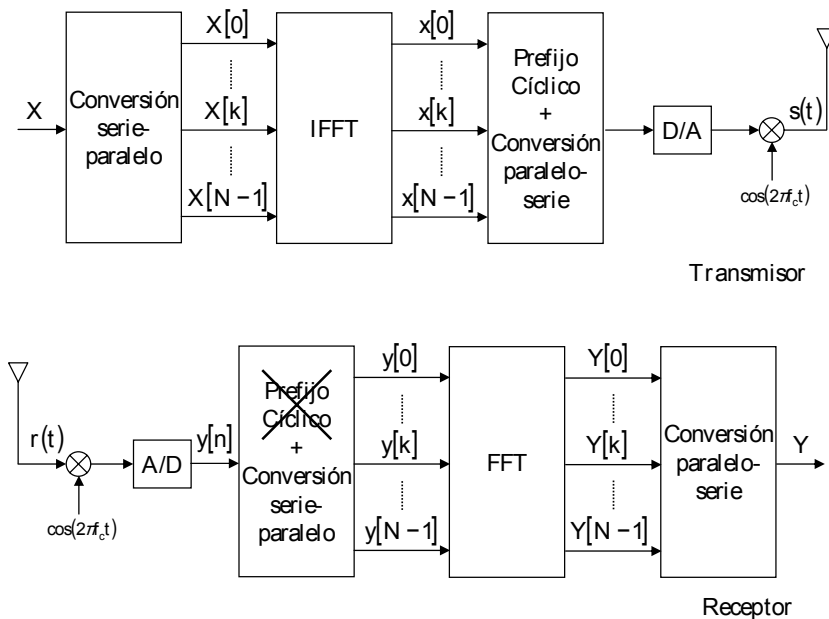 X
Conversión
serie-
paralelo
X[0]
X[k]
X[N − 1]
IFFT
x[0]
x[k]
x[N − 1]
Prefijo
Cíclico
+
Conversión
paralelo-
serie
D/A
s(t)
cos(2πf_ct)
Transmisor
r(t)
cos(2πf_ct)
A/D
y[n]
Prefijo
Cíclico
+
Conversión
serie-
paralelo
y[0]
y[k]
y[N − 1]
FFT
Y[0]
Y[k]
Y[N − 1]
Conversión
paralelo-
serie
Y
Receptor